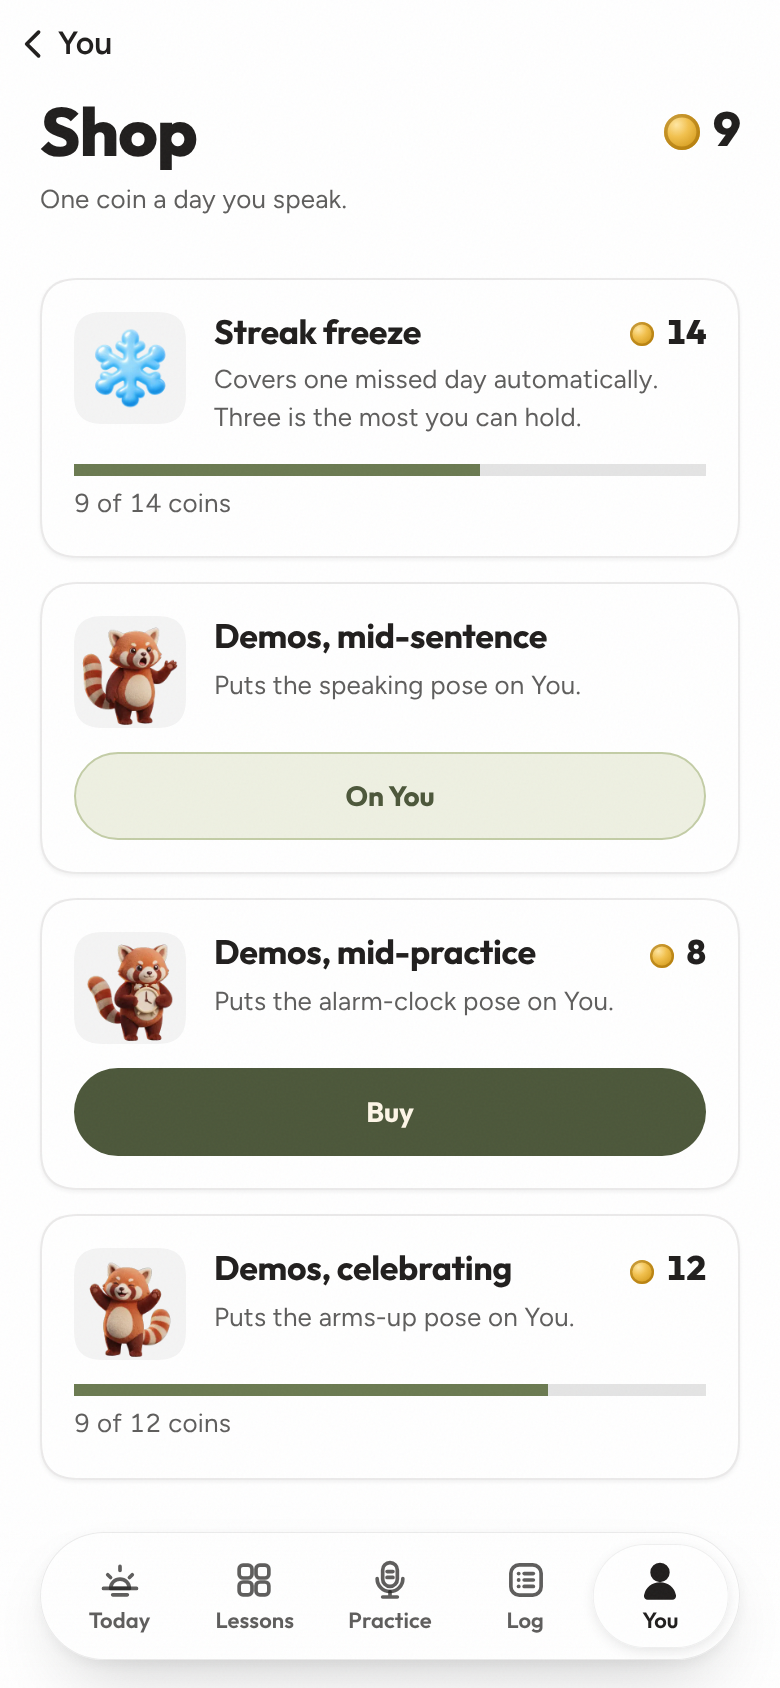 You
Shop
9
One coin a day you speak.
Streak freeze
14
Covers one missed day automatically.
Three is the most you can hold.
9 of 14 coins
Demos, mid-sentence
Puts the speaking pose on You.
On You
Demos, mid-practice
8
Puts the alarm-clock pose on You.
Buy
Demos, celebrating
12
Puts the arms-up pose on You.
9 of 12 coins
Today
Lessons
Practice
Log
You